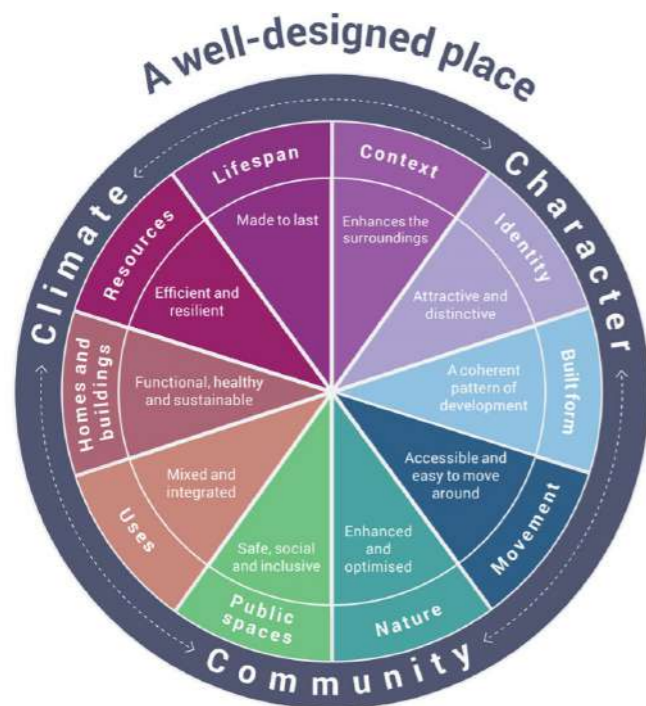 A well-designed place
Climate
Character
Community
Context
Enhances the
surroundings
Identity
Attractive and
distinctive
Built form
A coherent
pattern of
development
Movement
Accessible and
easy to move
around
Nature
Enhanced
and
optimised
Public
spaces
Safe, social
and inclusive
Uses
Mixed and
integrated
Homes and
buildings
Functional, healthy
and sustainable
Resources
Efficient and
resilient
Lifespan
Made to last